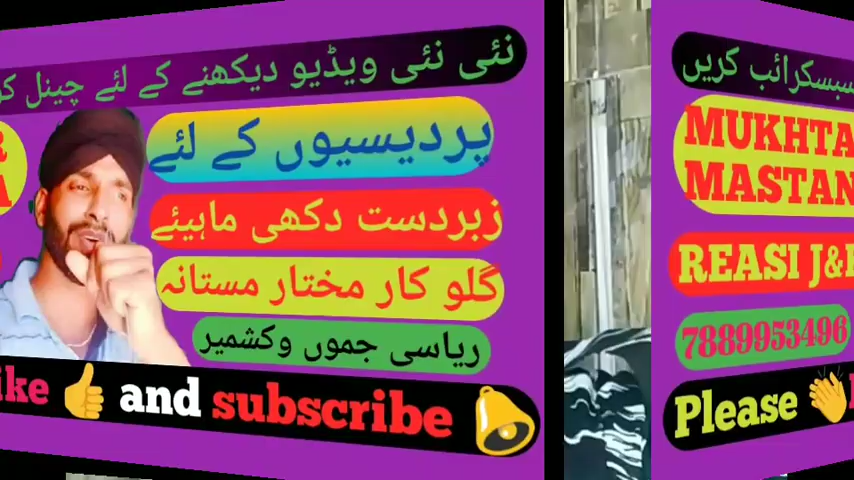 نئی نئی ویڈیو دیکھنے کے لئے چینل
پردیسیوں کے لئے
زبردست دکھی ماہیئے
گلو کار مختار مستانہ
ریاسی جموں وکشمیر
and subscribe
سبسکرائب کریں
MUKHTA
MASTAN
REASI J&
7889953496
Please